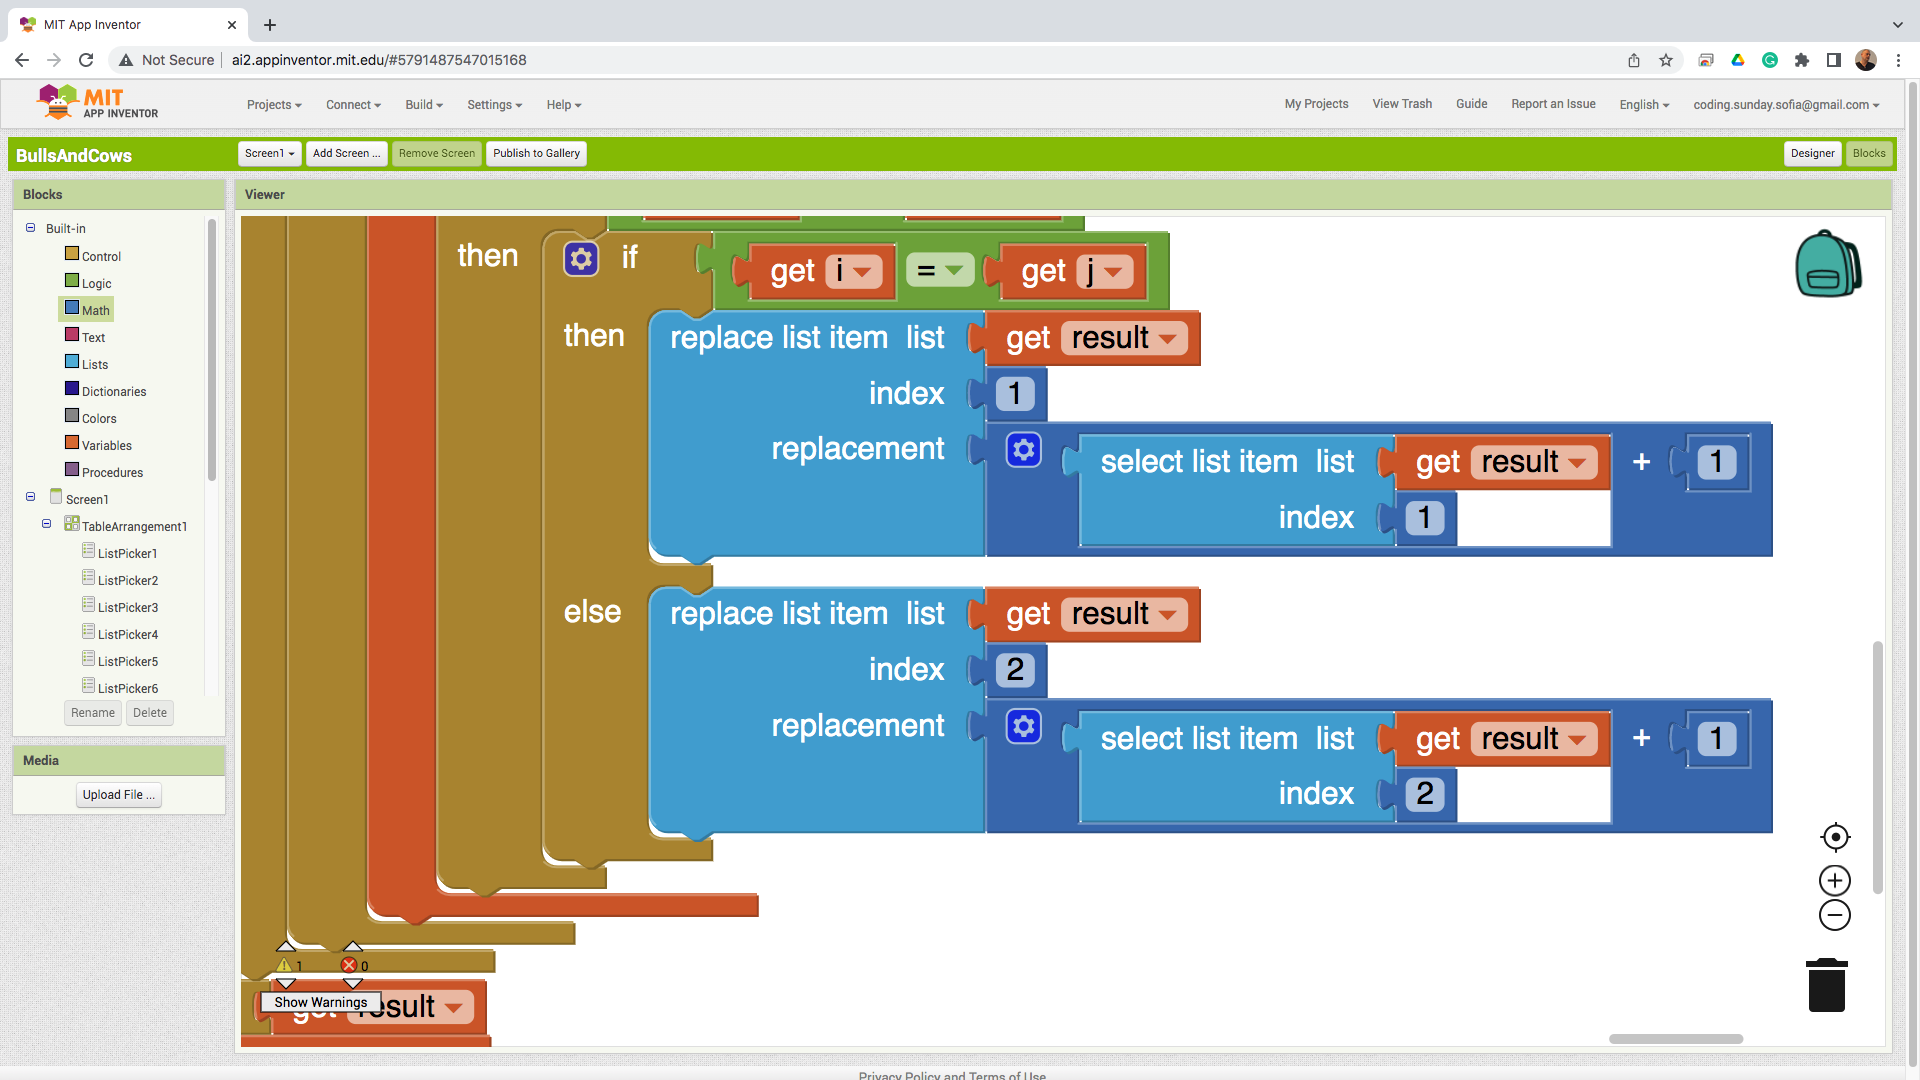 MIT App Inventor
Not Secure ai2.appinventor.mit.edu/#5791487547015168
MIT
APP INVENTOR
Projects Connect Build Settings Help My Projects View Trash Guide Report an Issue English coding.sunday.sofia@gmail.com
BullsAndCows Screen1 Add Screen ... Remove Screen Publish to Gallery Designer Blocks
Blocks
Built-in
Control
Logic
Math
Text
Lists
Dictionaries
Colors
Variables
Procedures
Screen1
TableArrangement1
ListPicker1
ListPicker2
ListPicker3
ListPicker4
ListPicker5
ListPicker6
Rename Delete
Media
Upload File ...
Viewer
then if get i = get j
then replace list item list get result
index 1
replacement select list item list get result + 1
index 1
else replace list item list get result
index 2
replacement select list item list get result + 1
index 2
1 0
Show Warnings
get result
Privacy Policy and Terms of Use